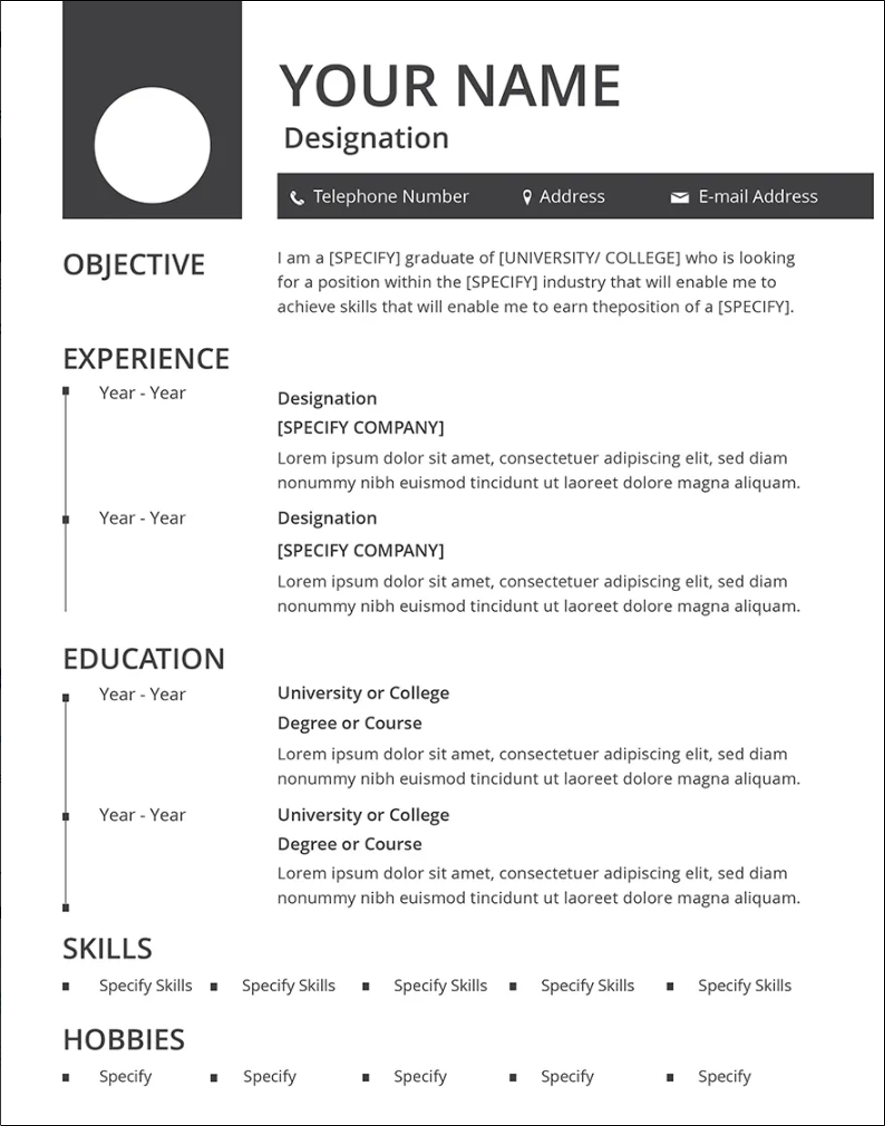 YOUR NAME
Designation
Telephone Number Address E-mail Address
OBJECTIVE
I am a [SPECIFY] graduate of [UNIVERSITY/ COLLEGE] who is looking
for a position within the [SPECIFY] industry that will enable me to
achieve skills that will enable me to earn theposition of a [SPECIFY].
EXPERIENCE
Year - Year
Designation
[SPECIFY COMPANY]
Lorem ipsum dolor sit amet, consectetuer adipiscing elit, sed diam
nonummy nibh euismod tincidunt ut laoreet dolore magna aliquam.
Year - Year
Designation
[SPECIFY COMPANY]
Lorem ipsum dolor sit amet, consectetuer adipiscing elit, sed diam
nonummy nibh euismod tincidunt ut laoreet dolore magna aliquam.
EDUCATION
Year - Year
University or College
Degree or Course
Lorem ipsum dolor sit amet, consectetuer adipiscing elit, sed diam
nonummy nibh euismod tincidunt ut laoreet dolore magna aliquam.
Year - Year
University or College
Degree or Course
Lorem ipsum dolor sit amet, consectetuer adipiscing elit, sed diam
nonummy nibh euismod tincidunt ut laoreet dolore magna aliquam.
SKILLS
Specify Skills Specify Skills Specify Skills Specify Skills Specify Skills
HOBBIES
Specify Specify Specify Specify Specify